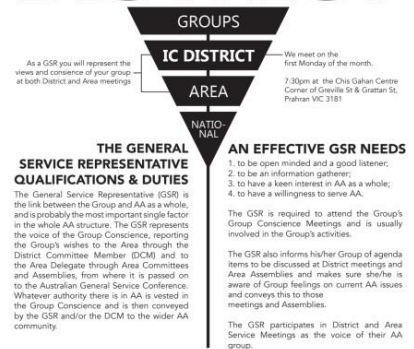 GROUPS
IC DISTRICT
AREA
NATIO-
NAL
As a GSR you will represent the
views and consience of your group
at both District and Area meetings
We meet on the
first Monday of the month.
7:30pm at the Chis Gahan Centre
Corner of Greville St & Grattan St,
Prahran VIC 3181
THE GENERAL
SERVICE REPRESENTATIVE
QUALIFICATIONS & DUTIES
The General Service Representative (GSR) is
the link between the Group and AA as a whole,
and is probably the most important single factor
in the whole AA structure. The GSR represents
the voice of the Group Conscience, reporting
the Group's wishes to the Area through the
District Committee Member (DCM) and to
the Area Delegate through Area Committees
and Assemblies, from where it is passed on
to the Australian General Service Conference.
Whatever authority there is in AA is vested in
the Group Conscience and is then conveyed
by the GSR and/or the DCM to the wider AA
community.
AN EFFECTIVE GSR NEEDS
1. to be open minded and a good listener;
2. to be an information gatherer;
3. to have a keen interest in AA as a whole;
4. to have a willingness to serve AA.
The GSR is required to attend the Group's
Group Conscience Meetings and is usually
involved in the Group's activities.
The GSR also informs his/her Group of agenda
items to be discussed at District meetings and
Area Assemblies and makes sure she/he is
aware of Group feelings on current AA issues
and conveys this to those
meetings and Assemblies.
The GSR participates in District and Area
Service Meetings as the voice of their AA
group.